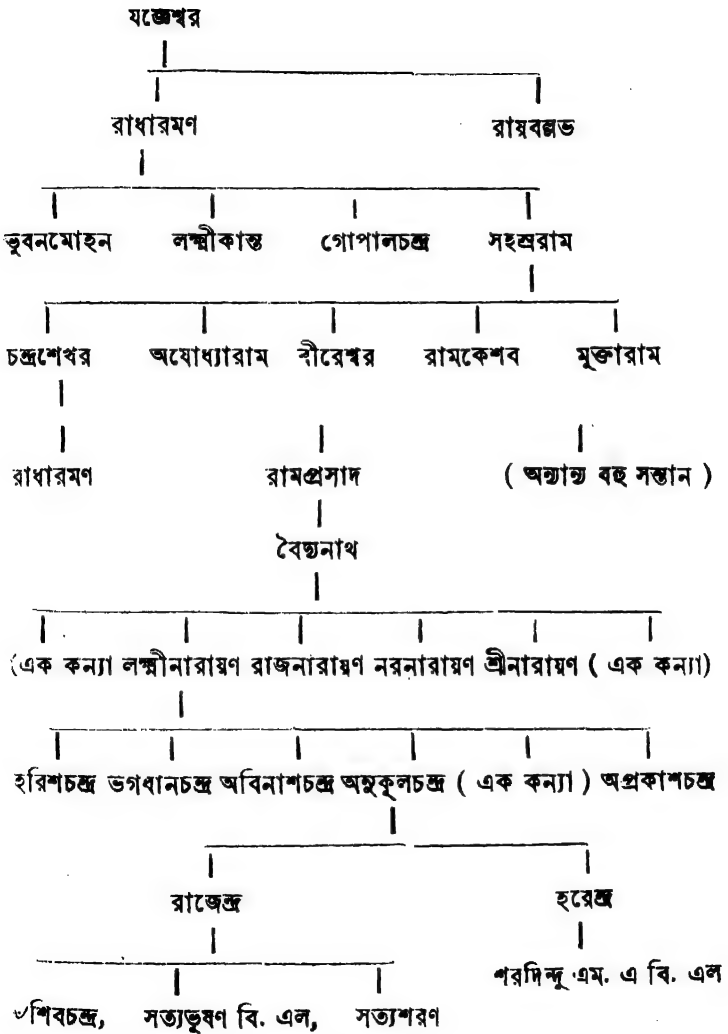 যজ্ঞেশ্বর
রাধারমণ রামবল্লভ
ভুবনমোহন লক্ষ্মীকান্ত গোপালচন্দ্র সহস্ররাম
চন্দ্রশেখর অযোধ্যারাম বীরেশ্বর রামকেশব মুক্তারাম
রাধারমণ রামপ্রসাদ ( অন্যান্য বহু সন্তান )
বৈদ্যনাথ
(এক কন্যা লক্ষ্মীনারায়ণ রাজনারায়ণ নরনারায়ণ শ্রীনারায়ণ ( এক কন্যা)
হরিশচন্দ্র ভগধানচন্দ্র অবিনাশচন্দ্র অনুকূলচন্দ্র ( এক কন্যা ) অপ্রকাশচন্দ্র
রাজেন্দ্র হরেন্দ্র
শরদিন্দু এম. এ বি. এল
৺শিবচন্দ্র, সত্যভূষণ বি. এল, সত্যশরণ